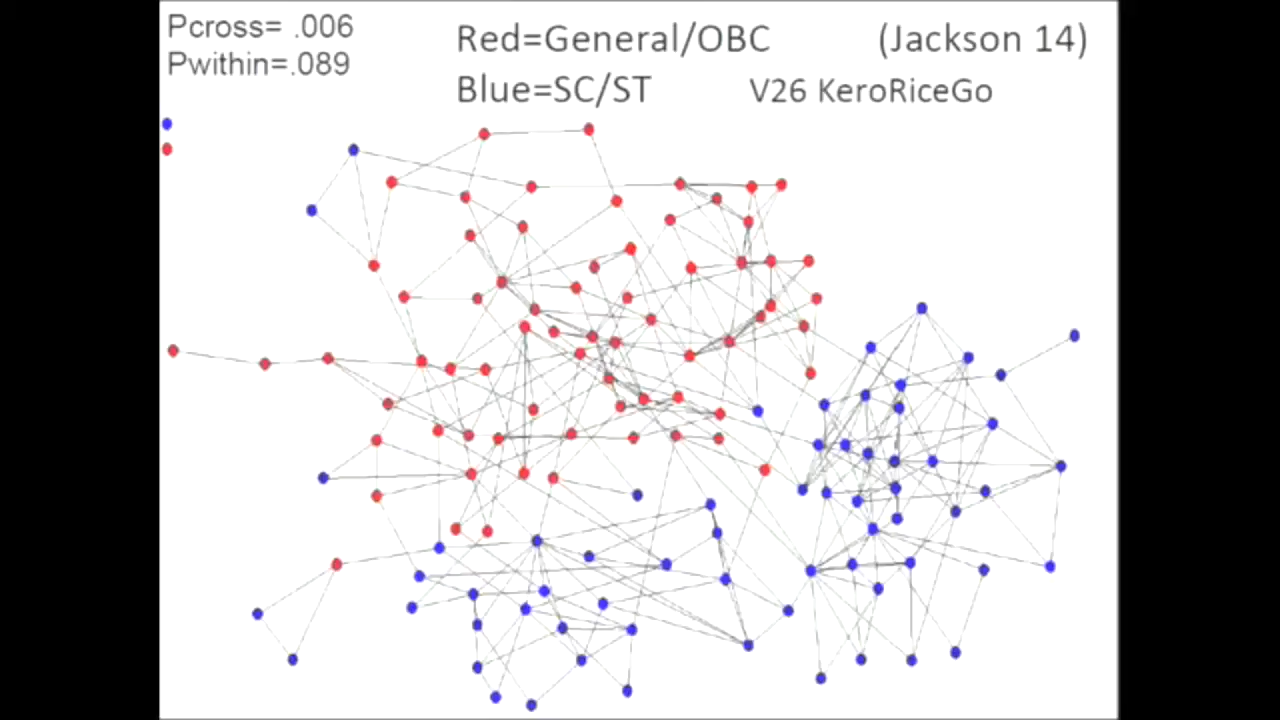 Pcross= .006
Pwithin=.089
Red=General/OBC (Jackson 14)
Blue=SC/ST V26 KeroRiceGo